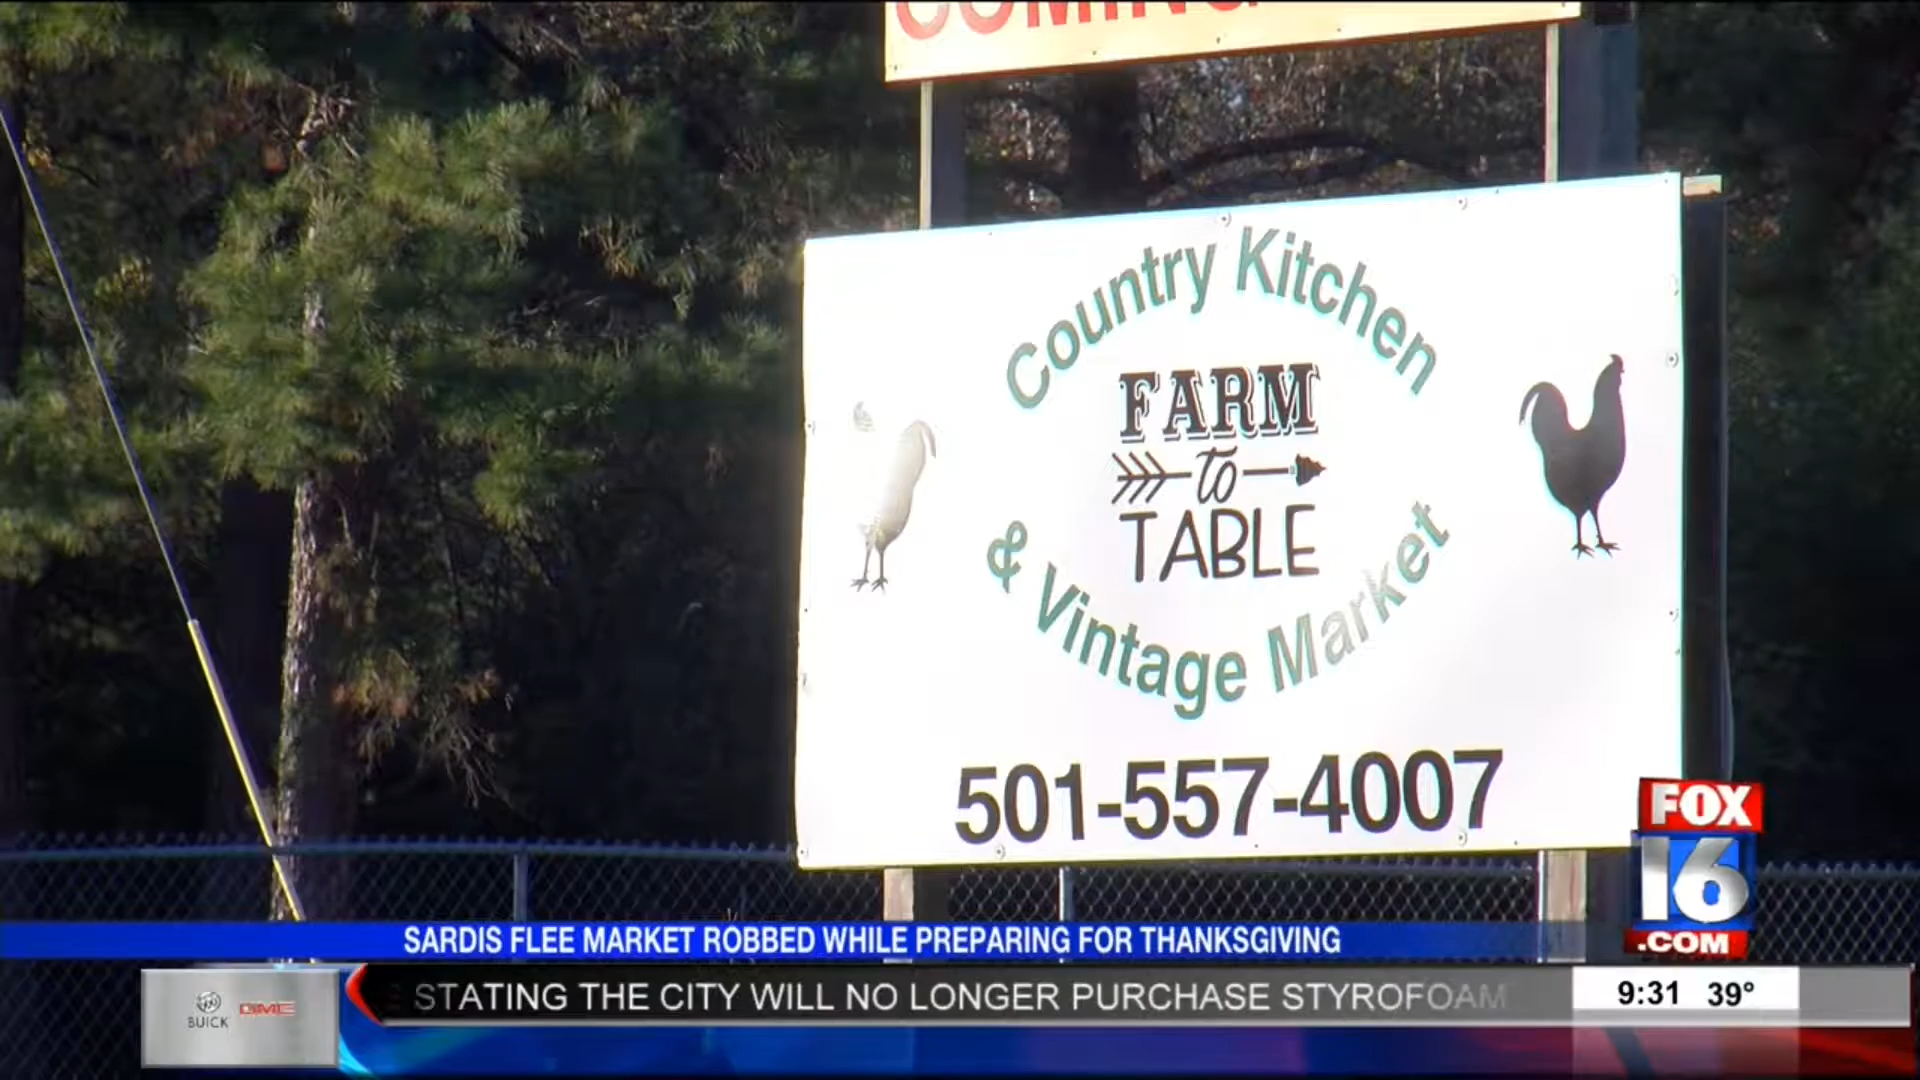 Country Kitchen
FARM
to
TABLE
& Vintage Market
501-557-4007
FOX
16
.COM
SARDIS FLEE MARKET ROBBED WHILE PREPARING FOR THANKSGIVING
BUICK GMC
STATING THE CITY WILL NO LONGER PURCHASE STYROFOAM
9:31 39°